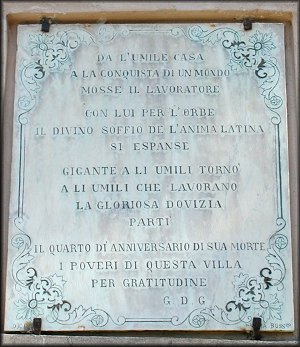 DA L'UMILE CASA
A LA CONQUISTA DI UN MONDO
MOSSE IL LAVORATORE
CON LUI PER L'ORBE
IL DIVINO SOFFIO DE L'ANIMA LATINA
SI ESPANSE
GIGANTE A LI UMILI TORNO'
A LI UMILI CHE LAVORANO
LA GLORIOSA DOVIZIA
PARTÌ
IL QUARTO DÌ ANNIVERSARIO DI SUA MORTE
I POVERI DI QUESTA VILLA
PER GRATITUDINE
G D G